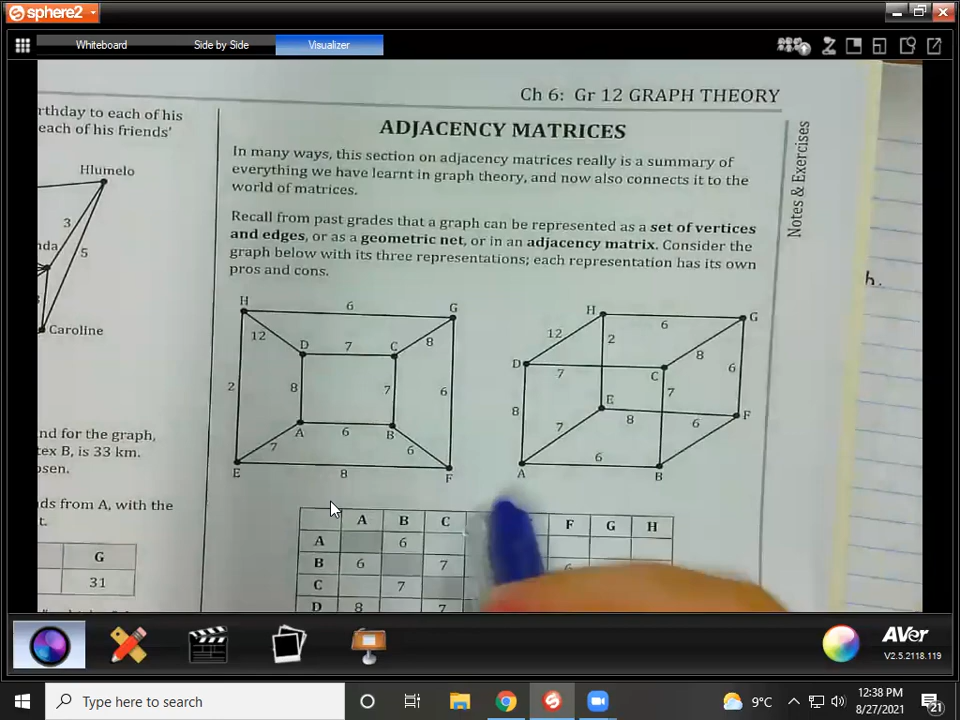 sphere2
Whiteboard
Side by Side
Visualizer
Ch 6: Gr 12 GRAPH THEORY
Notes & Exercises
rthday to each of his
each of his friends'
Hlumelo
3
nda
5
Caroline
nd for the graph,
tex B, is 33 km.
osen.
ds from A, with the
t.
G
31
ADJACENCY MATRICES
In many ways, this section on adjacency matrices really is a summary of
everything we have learnt in graph theory, and now also connects it to the
world of matrices.
Recall from past grades that a graph can be represented as a set of vertices
and edges, or as a geometric net, or in an adjacency matrix. Consider the
graph below with its three representations; each representation has its own
pros and cons.
H 6 G
12 D 7 C 8
2 8 7 6
A 6 B
7 6
E 8 F
H 6 G
12 2 8
D 7 C 6
8 E 7 F
7 8 6
A 6 B
A B C F G H
A 6
B 6 7 6
C 7
D 8 7
h.
AVer
V2.5.2118.119
Type here to search
9°C
12:38 PM
8/27/2021
21